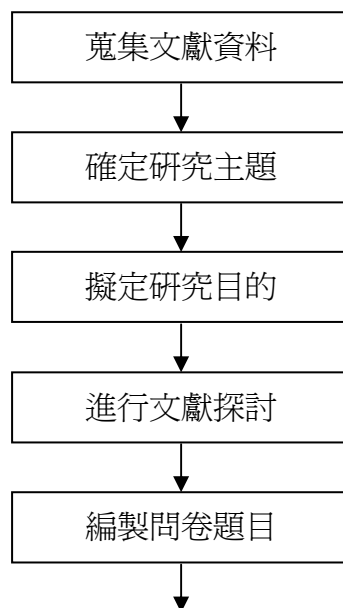 蒐集文獻資料
確定研究主題
擬定研究目的
進行文獻探討
編製問卷題目